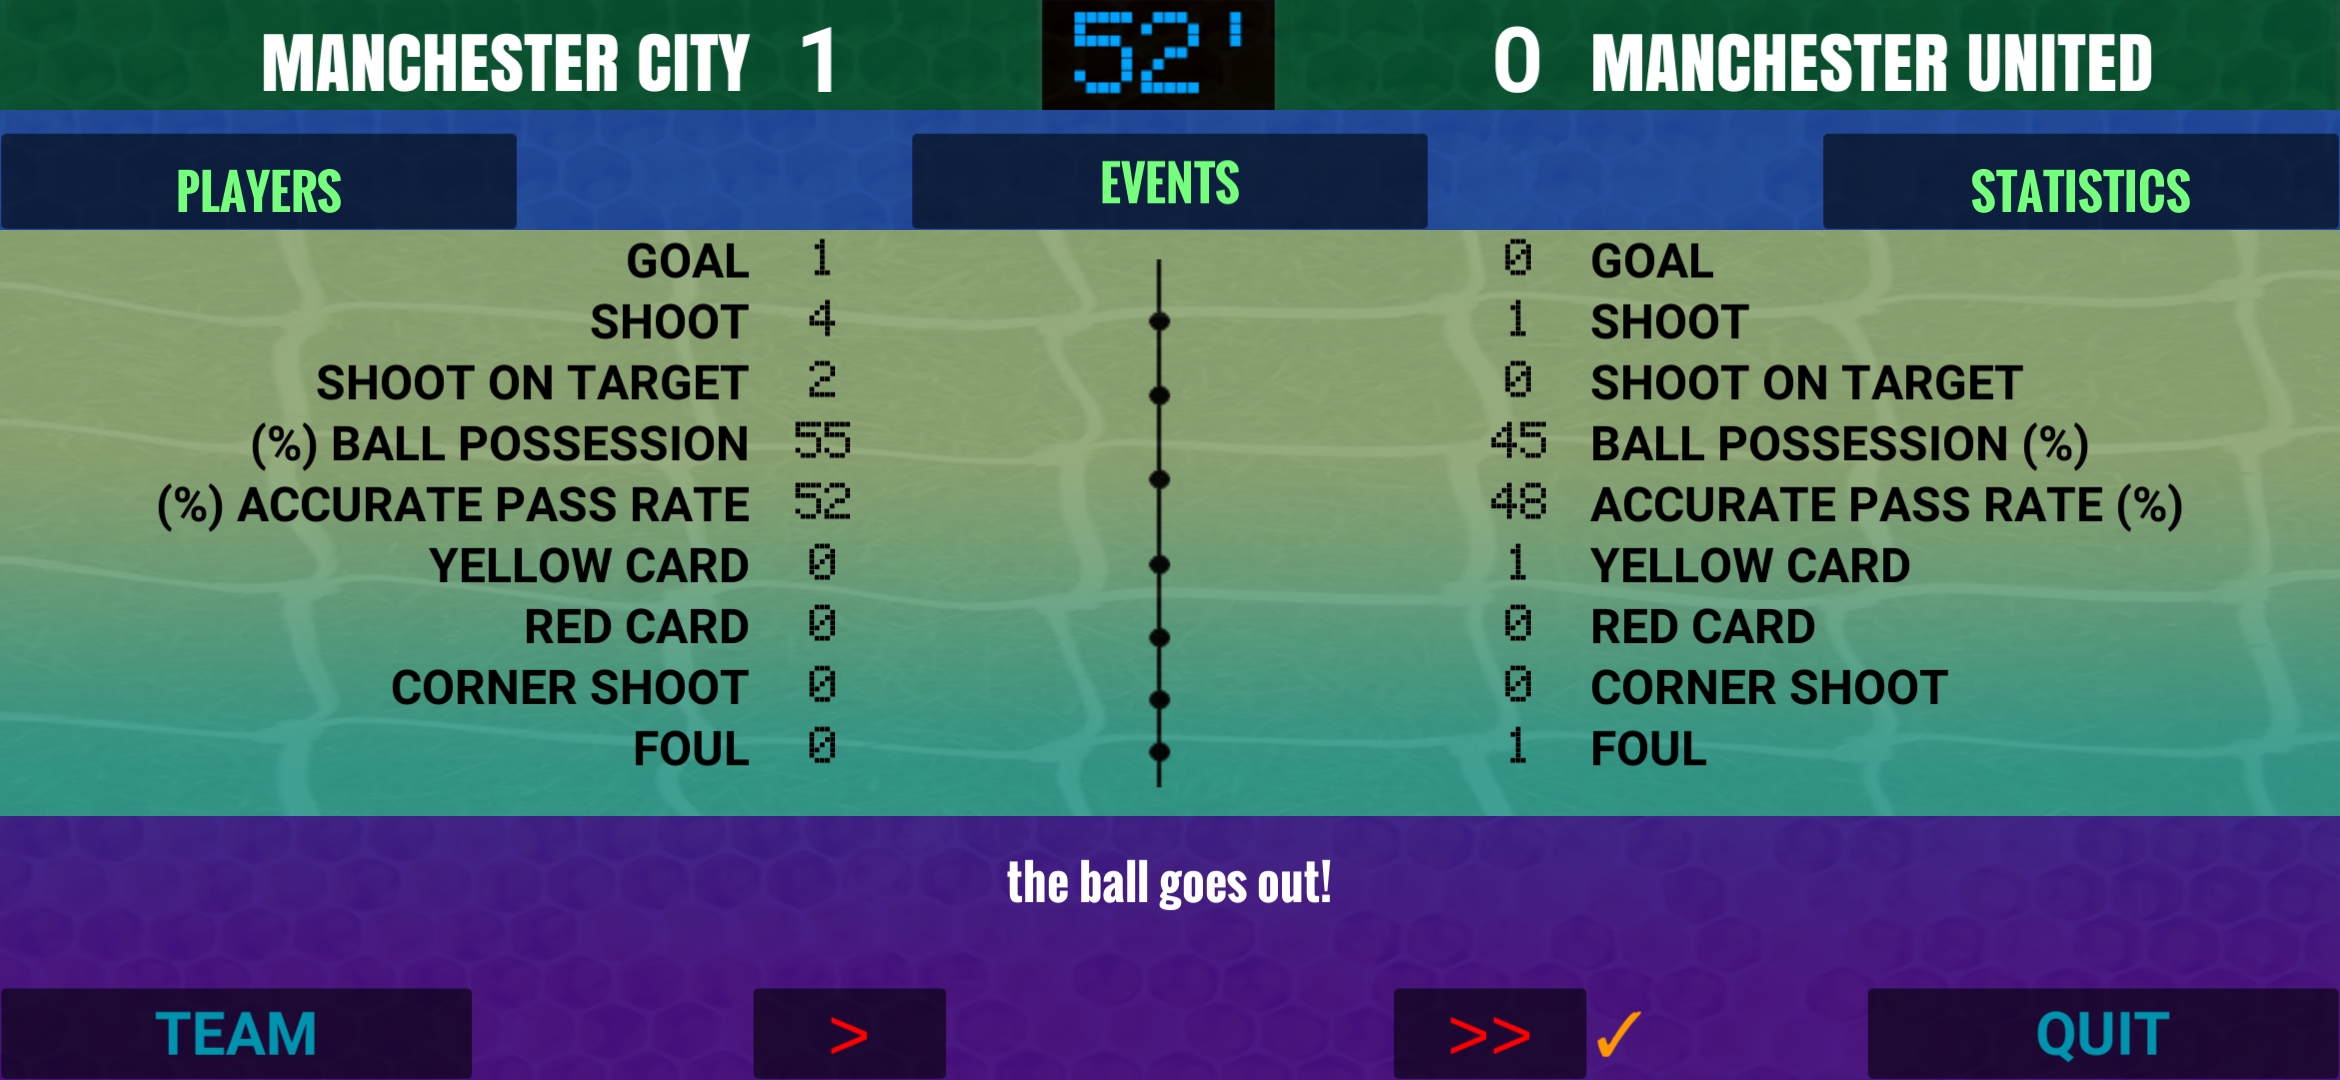 MANCHESTER CITY 1 52' 0 MANCHESTER UNITED
PLAYERS EVENTS STATISTICS
GOAL 1 0 GOAL
SHOOT 4 1 SHOOT
SHOOT ON TARGET 2 0 SHOOT ON TARGET
(%) BALL POSSESSION 55 45 BALL POSSESSION (%)
(%) ACCURATE PASS RATE 52 48 ACCURATE PASS RATE (%)
YELLOW CARD 0 1 YELLOW CARD
RED CARD 0 0 RED CARD
CORNER SHOOT 0 0 CORNER SHOOT
FOUL 0 1 FOUL
the ball goes out!
TEAM > >> ✓ QUIT